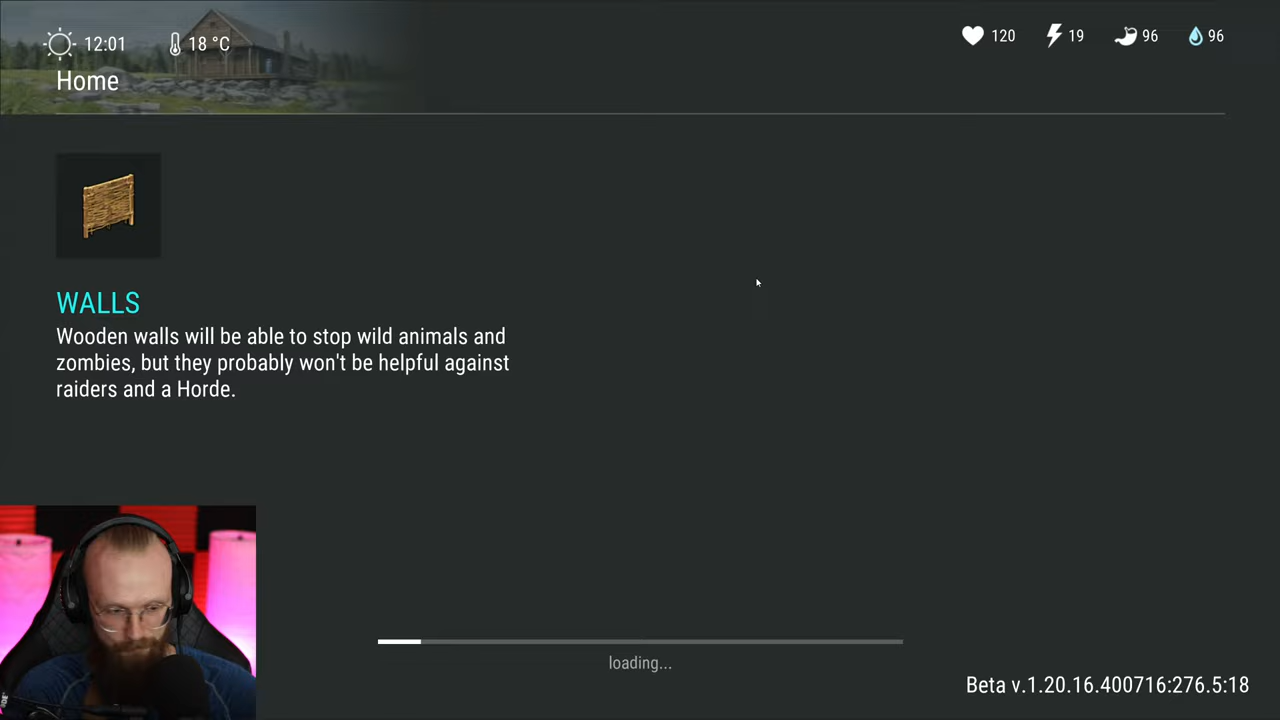 12:01 18 °C 120 19 96 96
Home
WALLS
Wooden walls will be able to stop wild animals and
zombies, but they probably won't be helpful against
raiders and a Horde.
loading...
Beta v.1.20.16.400716:276.5:18